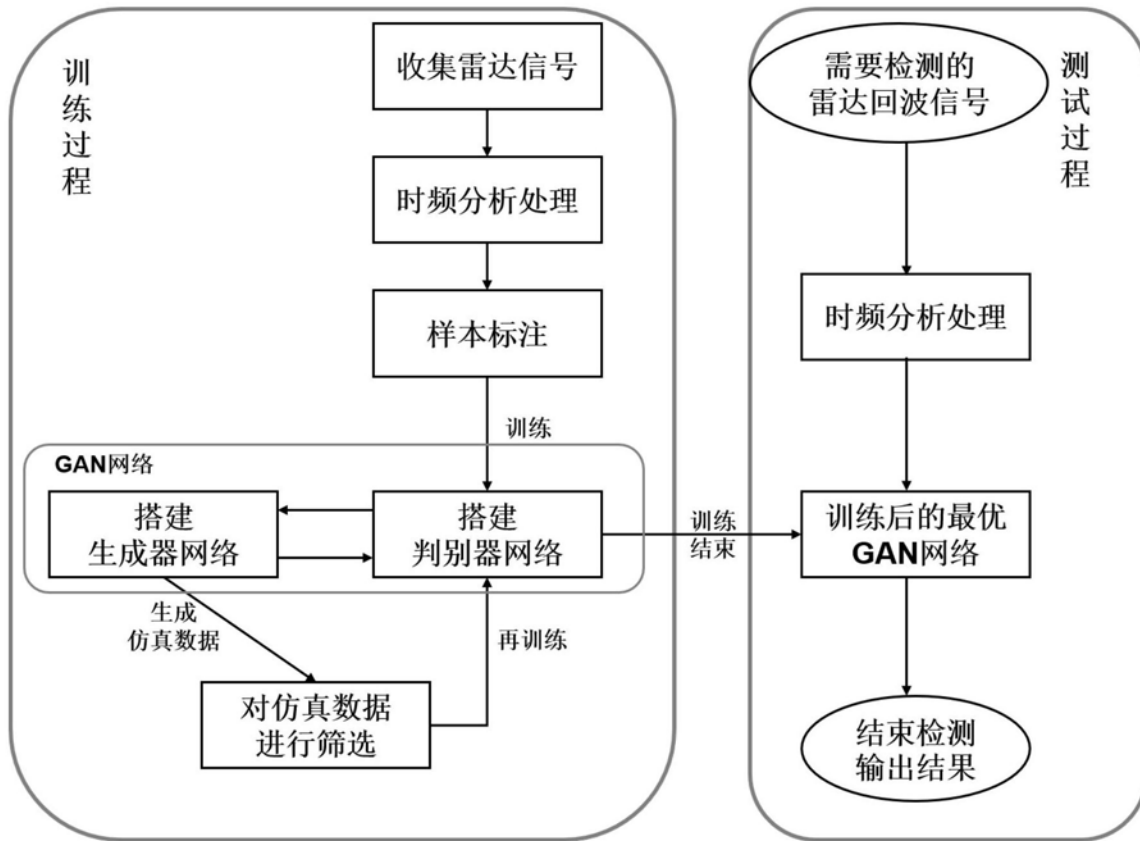 训练过程
收集雷达信号
时频分析处理
样本标注
训练
GAN网络
搭建
生成器网络
搭建
判别器网络
生成
仿真数据
再训练
对仿真数据
进行筛选
训练
结束
测试过程
需要检测的
雷达回波信号
时频分析处理
训练后的最优
GAN网络
结束检测
输出结果